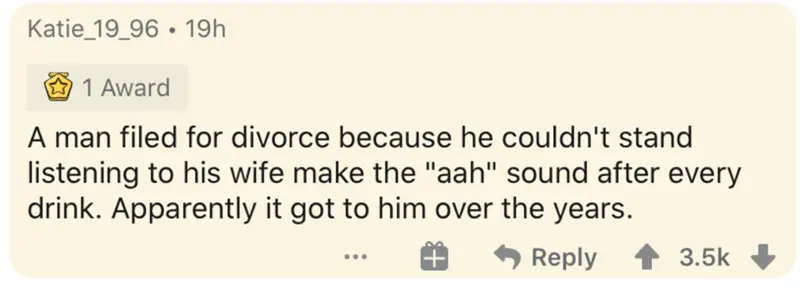 Katie_19_96 • 19h
1 Award
A man filed for divorce because he couldn't stand
listening to his wife make the "aah" sound after every
drink. Apparently it got to him over the years.
... Reply 3.5k